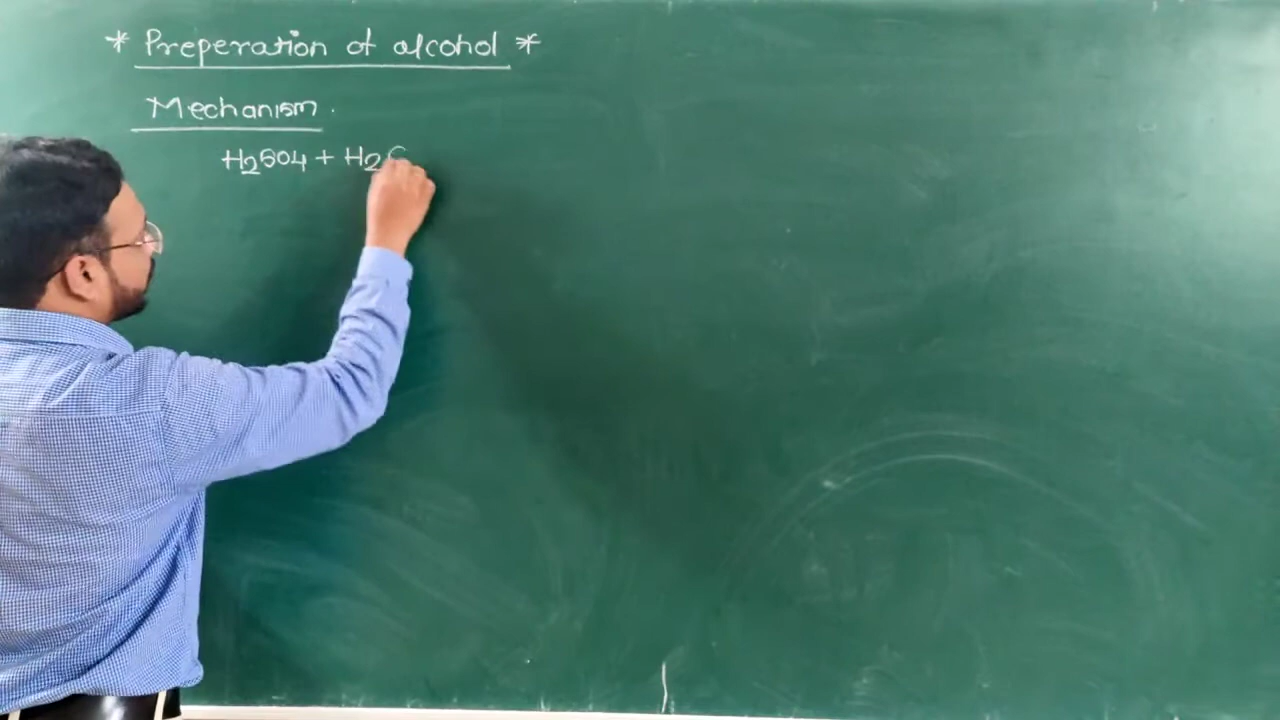 * Preperation of alcohol *
Mechanism.
H2SO4 + H2